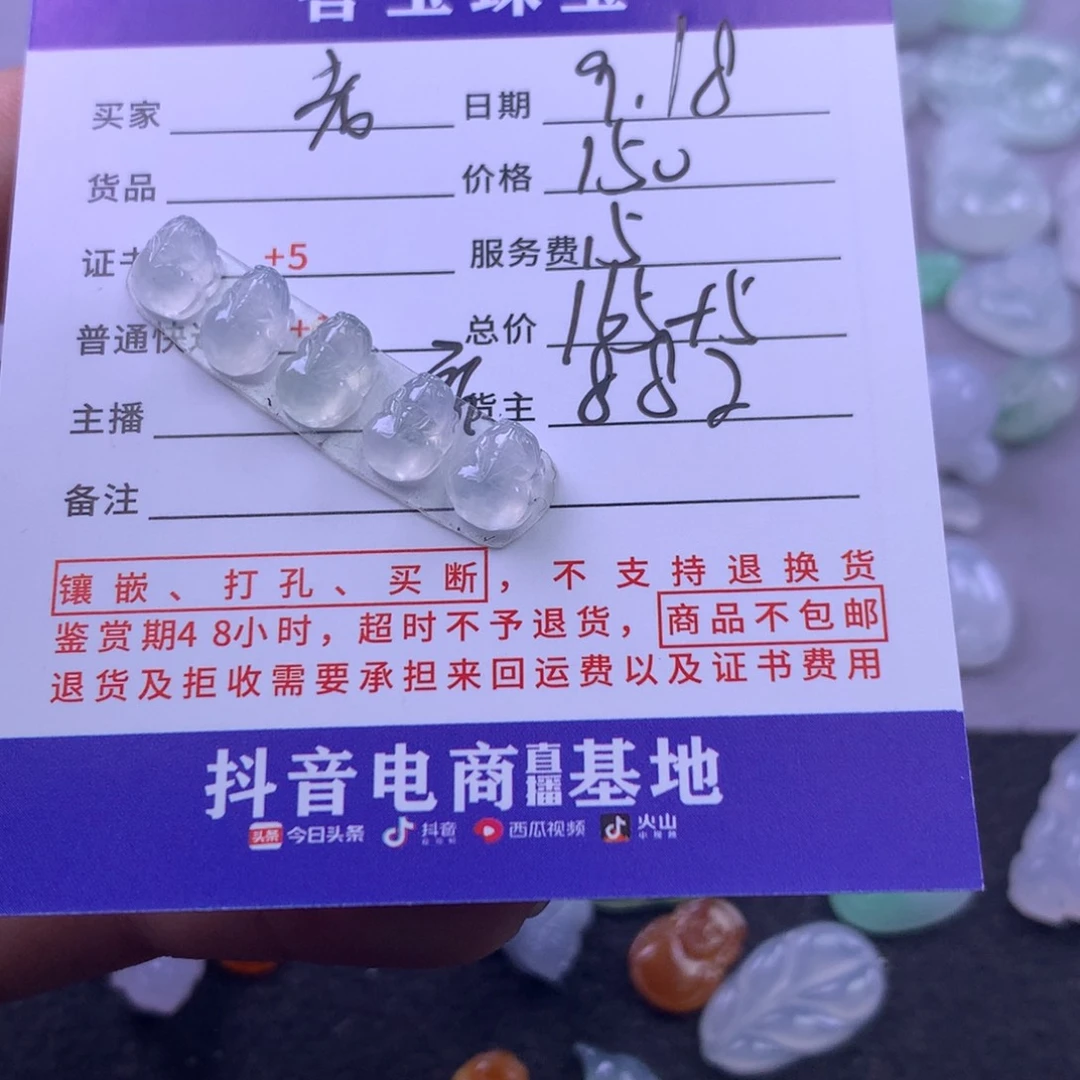 买家 日期 9.18
货品 价格 150
证书 +5 服务费 15
普通快 + 总价 165+5
主播 货主 882
备注
镶嵌、打孔、买断，不支持退换货
鉴赏期48小时，超时不予退货，商品不包邮
退货及拒收需要承担来回运费以及证书费用
抖音电商直播基地
头条 今日头条 抖音 西瓜视频 火山